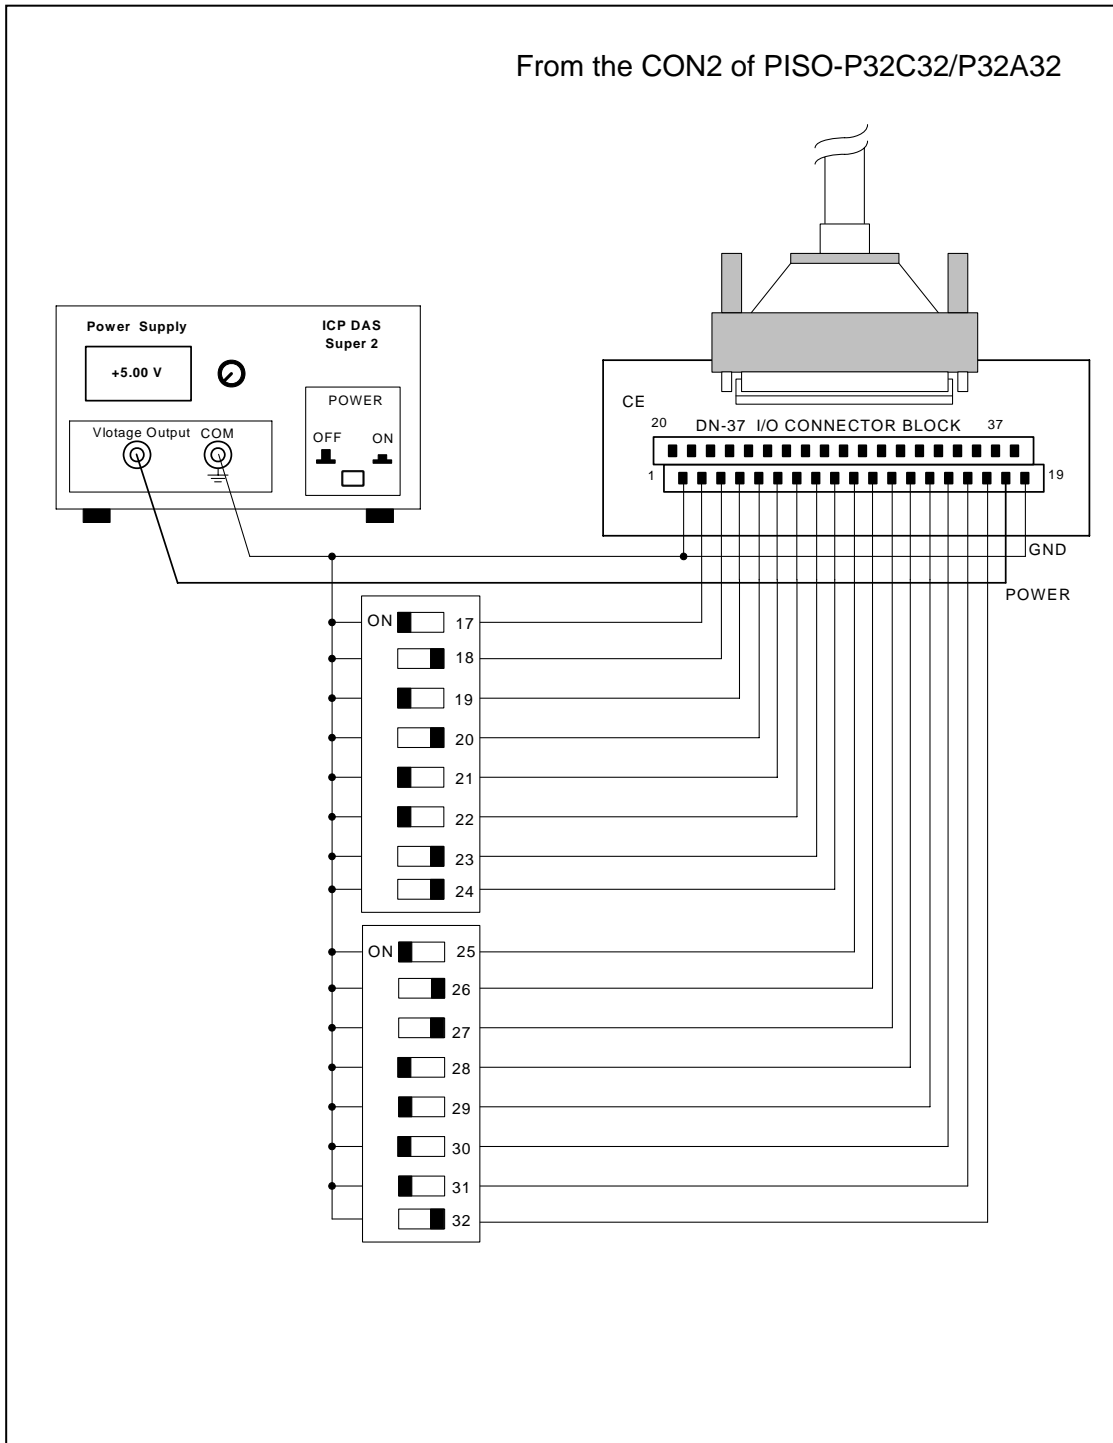 From the CON2 of PISO-P32C32/P32A32
Power Supply
ICP DAS
Super 2
+5.00 V
POWER
OFF
ON
Vlotage Output
COM
CE
20
DN-37 I/O CONNECTOR BLOCK
37
1
19
GND
POWER
ON
17
18
19
20
21
22
23
24
ON
25
26
27
28
29
30
31
32